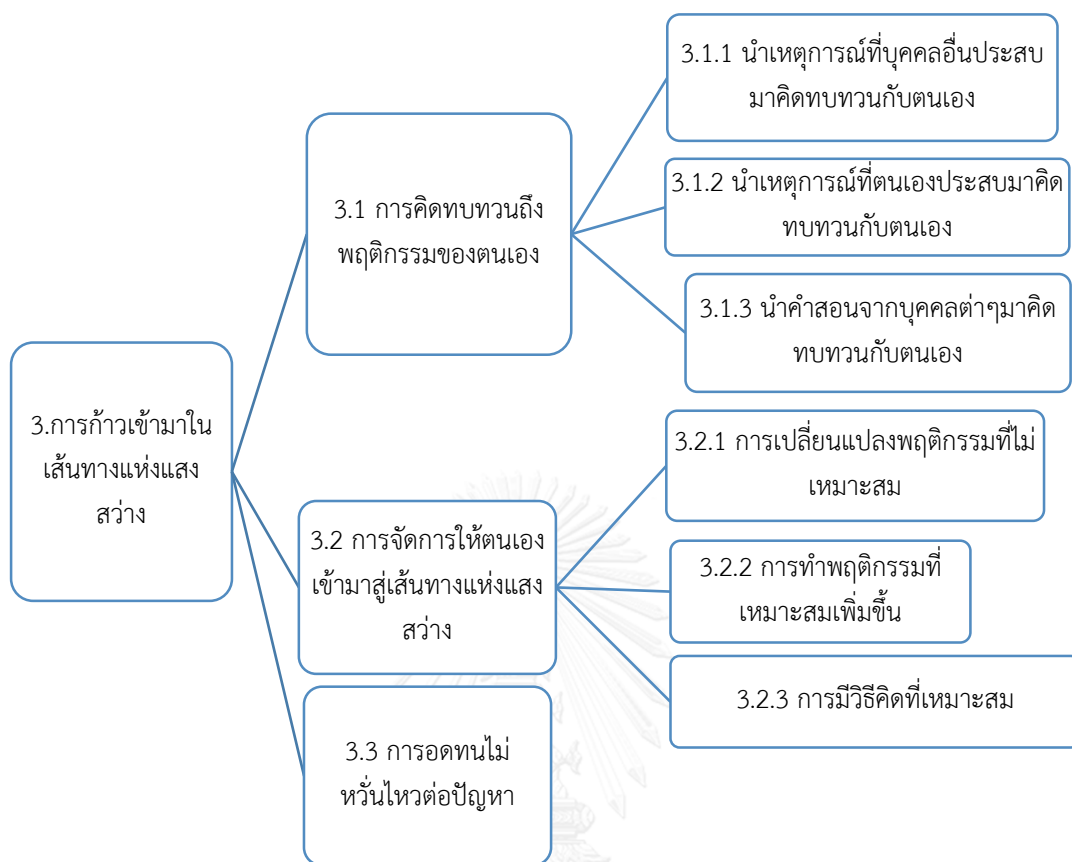 3.การก้าวเข้ามาใน
เส้นทางแห่งแสง
สว่าง
3.1 การคิดทบทวนถึง
พฤติกรรมของตนเอง
3.1.1 นำเหตุการณ์ที่บุคคลอื่นประสบ
มาคิดทบทวนกับตนเอง
3.1.2 นำเหตุการณ์ที่ตนเองประสบมาคิด
ทบทวนกับตนเอง
3.1.3 นำคำสอนจากบุคคลต่างๆมาคิด
ทบทวนกับตนเอง
3.2 การจัดการให้ตนเอง
เข้ามาสู่เส้นทางแห่งแสง
สว่าง
3.2.1 การเปลี่ยนแปลงพฤติกรรมที่ไม่
เหมาะสม
3.2.2 การทำพฤติกรรมที่
เหมาะสมเพิ่มขึ้น
3.2.3 การมีวิธีคิดที่เหมาะสม
3.3 การอดทนไม่
หวั่นไหวต่อปัญหา